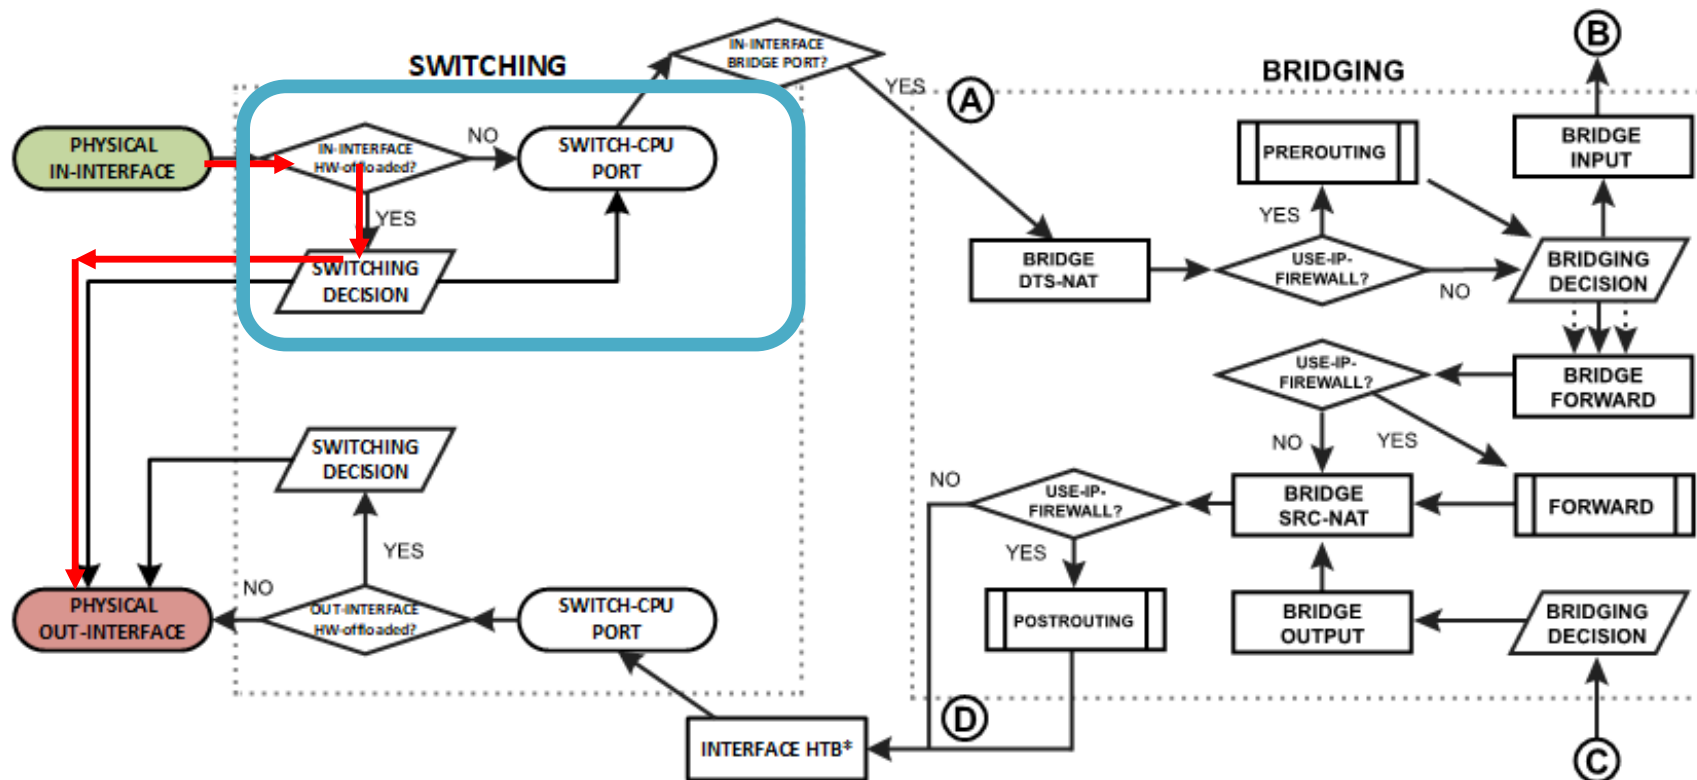 SWITCHING
IN-INTERFACE
BRIDGE PORT?
YES
BRIDGING
B
A
PHYSICAL
IN-INTERFACE
IN-INTERFACE
HW-offloaded?
NO
SWITCH-CPU
PORT
YES
SWITCHING
DECISION
PREROUTING
BRIDGE
INPUT
YES
BRIDGE
DTS-NAT
USE-IP-
FIREWALL?
NO
BRIDGING
DECISION
USE-IP-
FIREWALL?
BRIDGE
FORWARD
NO
YES
SWITCHING
DECISION
NO
USE-IP-
FIREWALL?
BRIDGE
SRC-NAT
FORWARD
YES
YES
NO
PHYSICAL
OUT-INTERFACE
OUT-INTERFACE
HW-offloaded?
SWITCH-CPU
PORT
POSTROUTING
BRIDGE
OUTPUT
BRIDGING
DECISION
D
INTERFACE HTB*
C